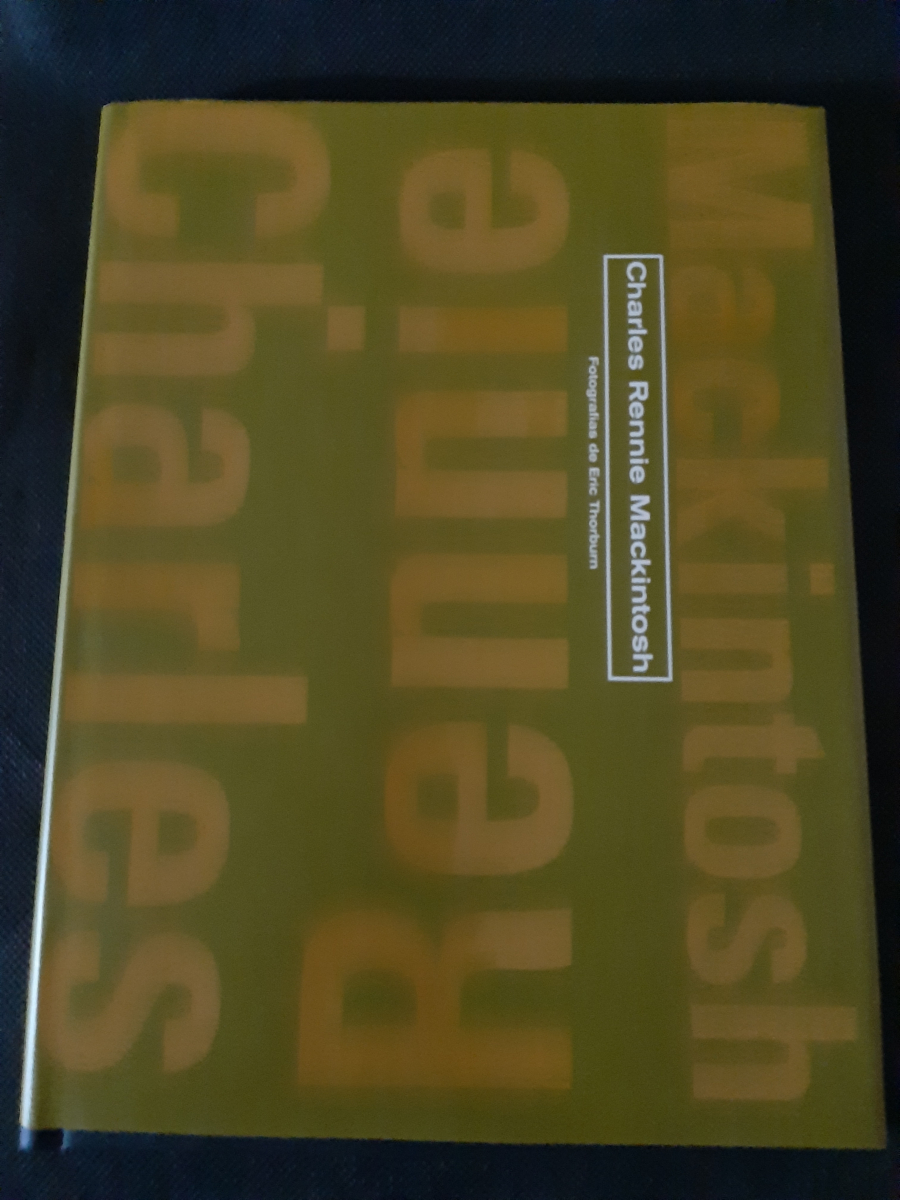 Charles
Rennie
Mackintosh
Charles Rennie Mackintosh
Fotografías de Eric Thorburn